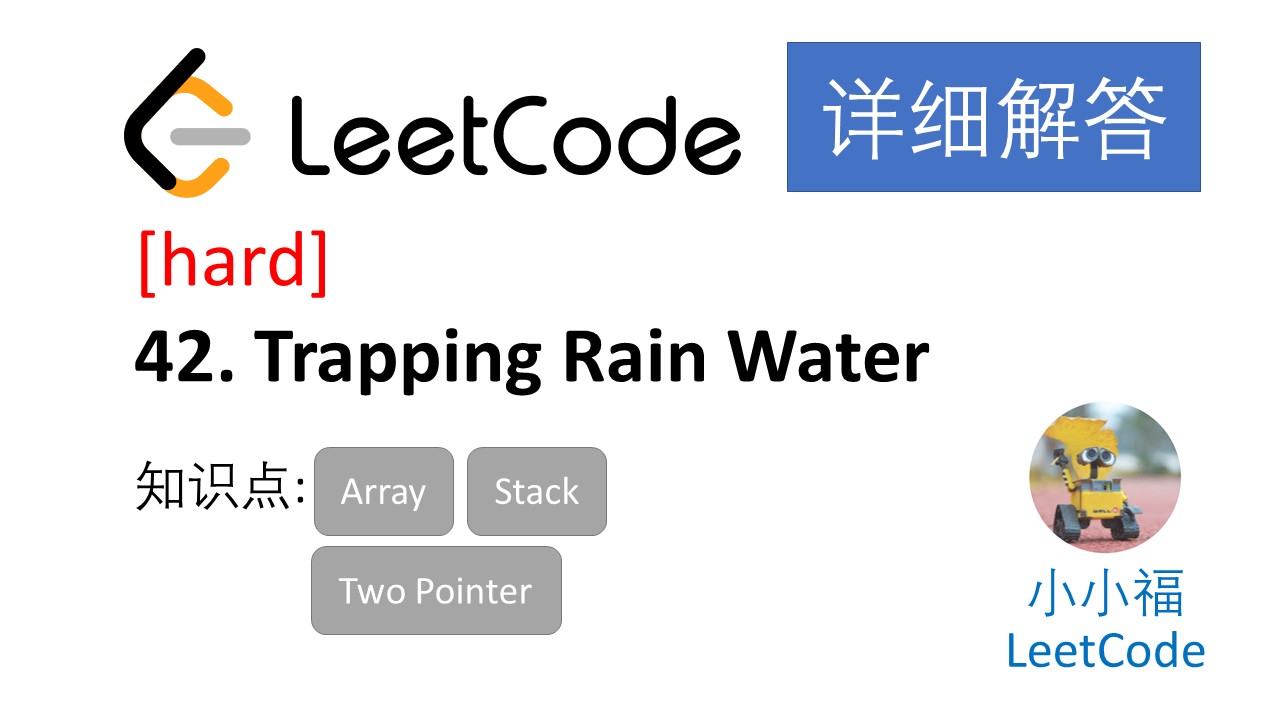 LeetCode
详细解答
[hard]
42. Trapping Rain Water
知识点:
Array
Stack
Two Pointer
小小福
LeetCode